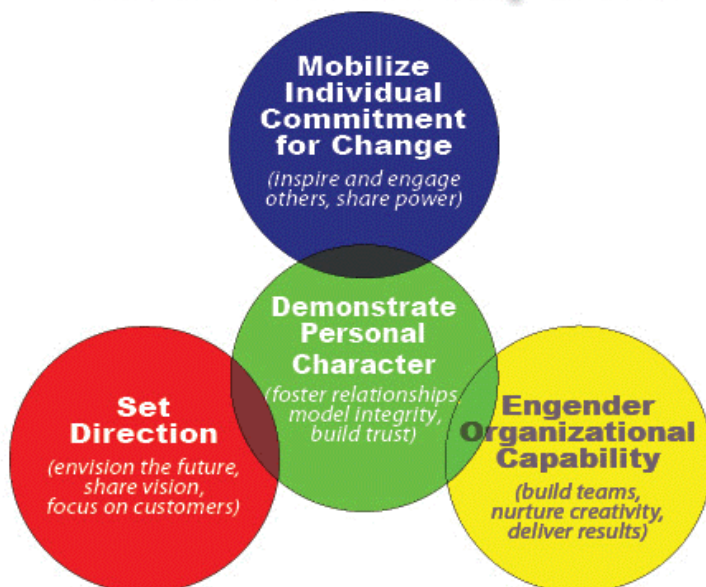 Mobilize
Individual
Commitment
for Change
(inspire and engage
others, share power)
Demonstrate
Personal
Character
(foster relationships,
model integrity,
build trust)
Set
Direction
(envision the future,
share vision,
focus on customers)
Engender
Organizational
Capability
(build teams,
nurture creativity,
deliver results)